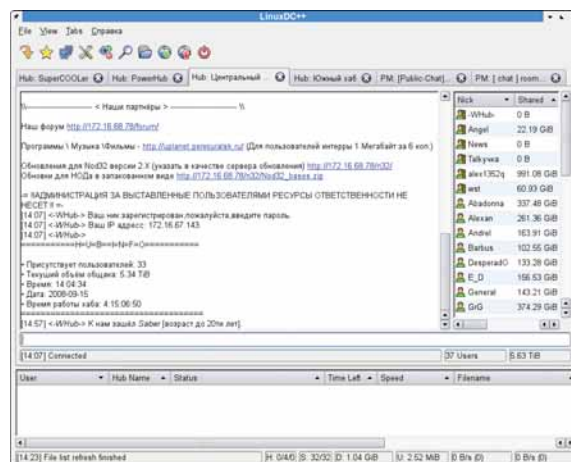 LinuxDC++
File View Tabs Справка
Hub: SuperCOOLer Hub: PowerHub Hub: Центральный ... Hub: Южный хаб PM: [Public-Chat]... PM: [ chat ] room...
\\------------------ < Наши партнёры > ------------------ \\
Наш форум http://172.16.68.78/forum/
Программы \ Музыка \Фильмы - http://uplanet.peresuratek.ru/ (Для пользователей интерры 1 Мегабайт за 6 коп.)
Обновления для Nod32 версии 2.X (указать в качестве сервера обновления) http://172.16.68.78/n32/
Обновки для НОДа в запакованном виде http://172.16.68.78/n32/Nod32_bases.zip
-= !!АДМИНИСТРАЦИЯ ЗА ВЫСТАВЛЕННЫЕ ПОЛЬЗОВАТЕЛЯМИ РЕСУРСЫ ОТВЕТСТВЕННОСТИ НЕ
НЕСЕТ!! =-
[14:07] <-WHub-> Ваш ник зарегистрирован,пожалуйста,введите пароль.
[14:07] <-WHub-> Ваш IP адресс: 172.16.67.143
[14:07] <-WHub->
===========H=U=B==I=N=F=O===========
• Присутствует пользователей: 33
• Текущий объём общака: 5.34 TiB
• Время: 14:04:34
• Дата: 2008-09-15
• Время работы хаба: 4:15:06:50
===================================
[14:57] <-WHub-> К нам зашёл Saber [возраст до 20ти лет].
Nick Shared
-WHub- 0 B
Angel 22.19 GiB
News 0 B
Talkywa 0 B
alex1352q 991.08 GiB
wst 60.93 GiB
Abadonna 337.48 GiB
Alexan 261.36 GiB
Andrel 163.91 GiB
Barbus 102.55 GiB
DesperadO 133.28 GiB
E_D 156.53 GiB
General 143.21 GiB
GrG 374.29 GiB
[14:07] Connected 37 Users 5.63 TiB
User Hub Name Status Time Left Speed Filename
[14:23] File list refresh finished H: 0/4/0 S: 32/32 D: 1.04 GiB U: 2.52 MiB 0 B/s (0) 0 B/s (0)